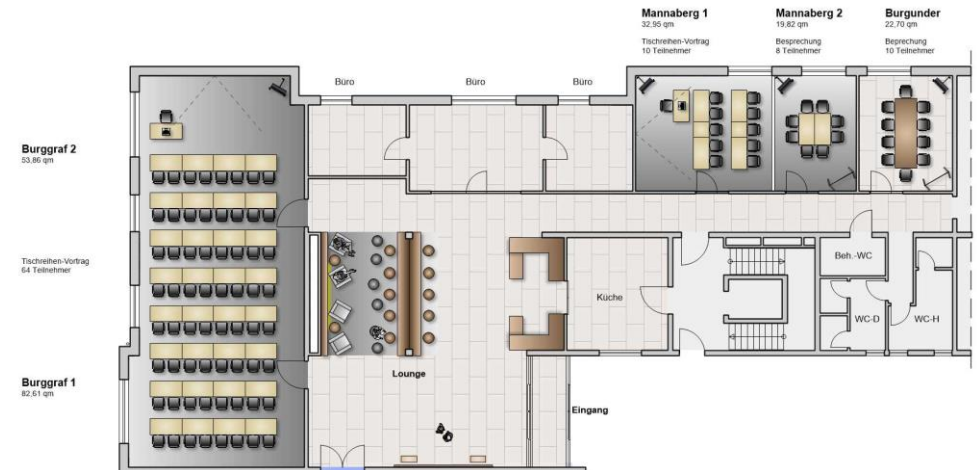 Mannaberg 1
32,95 qm
Tischreihen-Vortrag
10 Teilnehmer
Mannaberg 2
19,82 qm
Besprechung
8 Teilnehmer
Burgunder
22,70 qm
Beprechung
10 Teilnehmer
Büro
Büro
Büro
Burggraf 2
53,86 qm
Tischreihen-Vortrag
64 Teilnehmer
Burggraf 1
82,61 qm
Beh.-WC
Küche
WC-D
WC-H
Lounge
Eingang